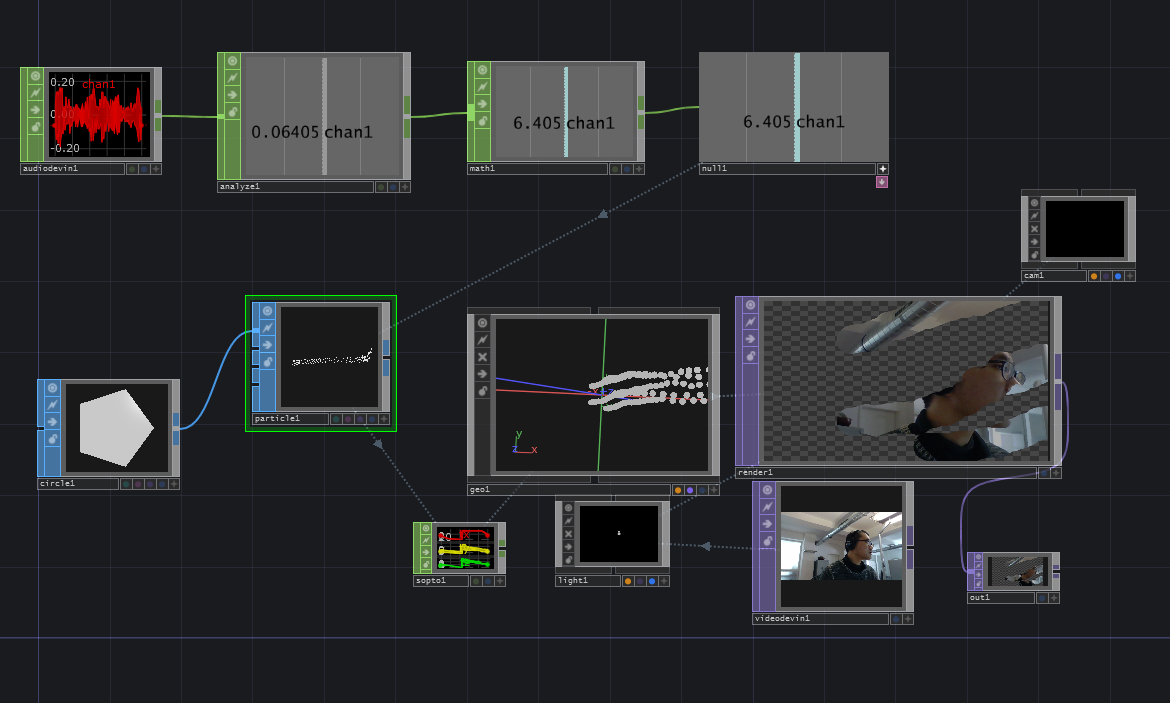 0.20
chan1
0.00
-0.20
audiodevin1
0.06405 chan1
analyze1
6.405 chan1
math1
6.405 chan1
null1
cam1
particle1
circle1
y
z x
geo1
render1
sopto1
light1
videodevin1
out1